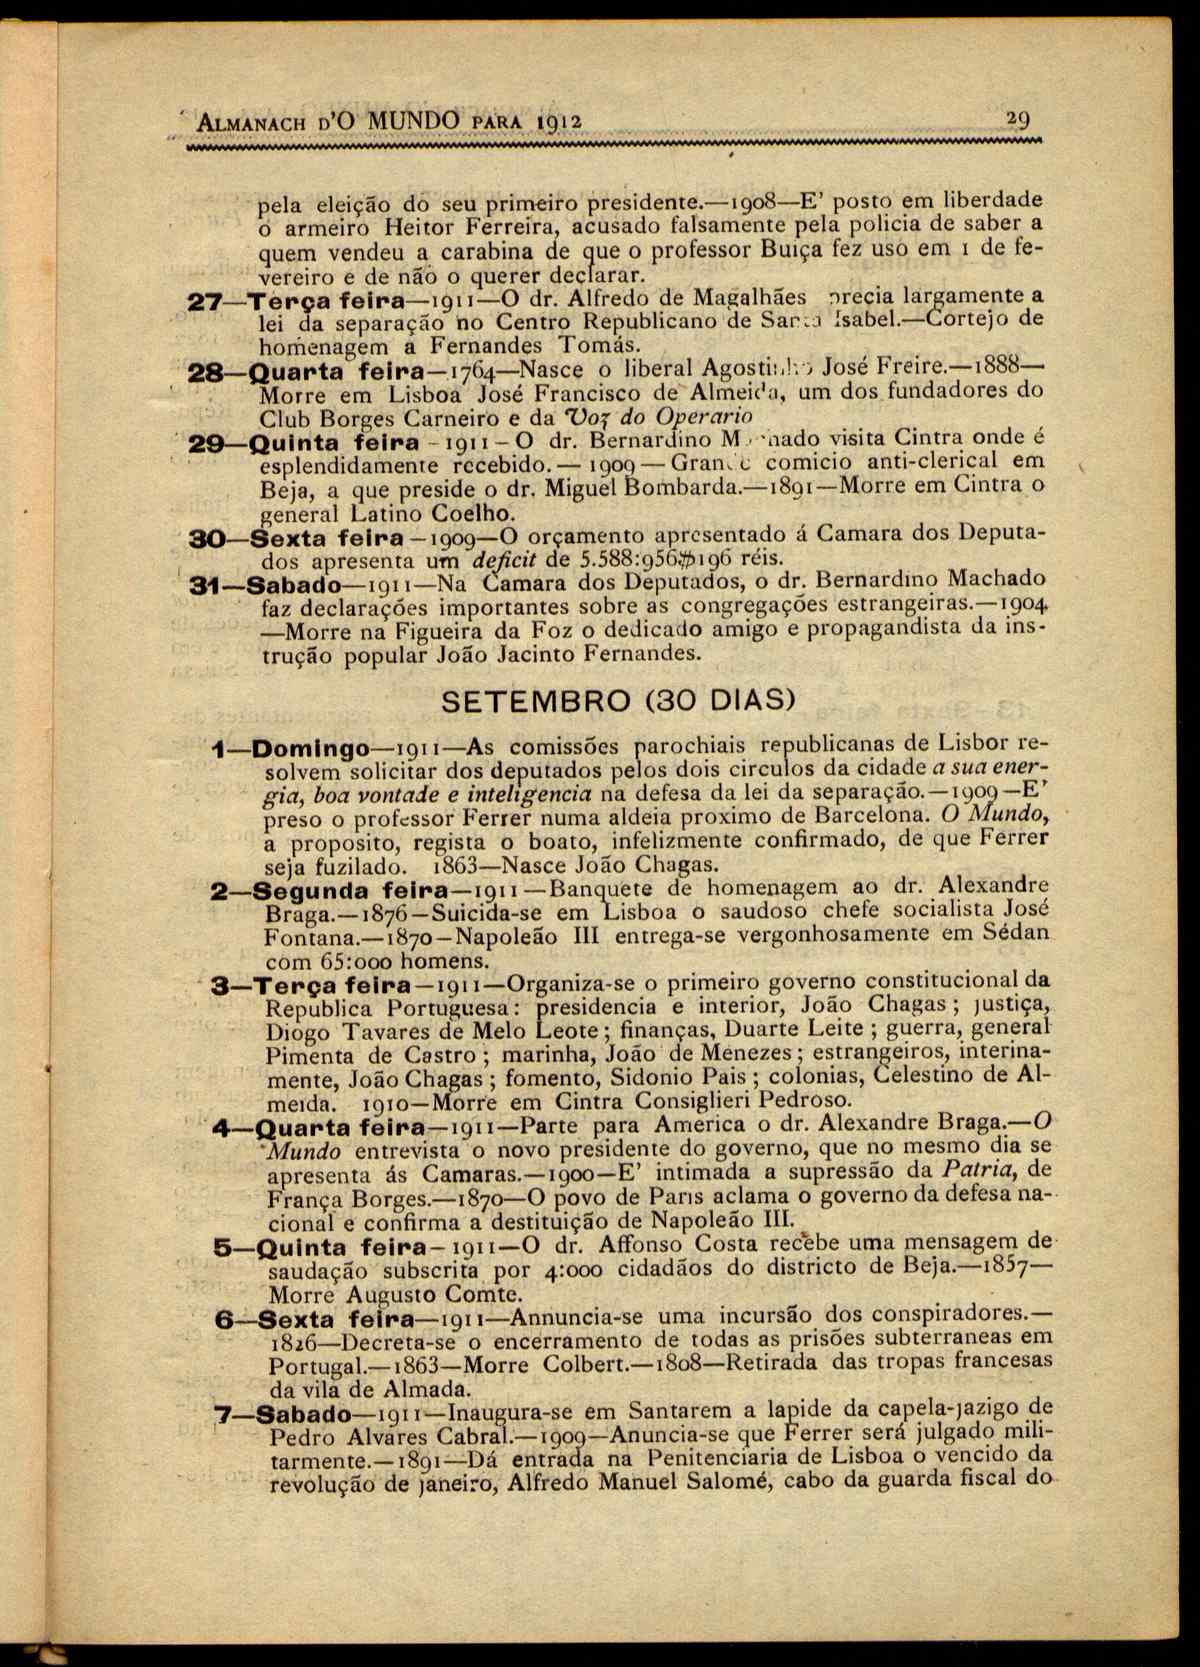 ALMANACH D'O MUNDO PARA 1912 29
pela eleição do seu primeiro presidente.—1908—E' posto em liberdade
o armeiro Heitor Ferreira, acusado falsamente pela policia de saber a
quem vendeu a carabina de que o professor Buiça fez uso em 1 de fe-
vereiro e de não o querer declarar.
27—Terça feira—1911—O dr. Alfredo de Magalhães precia largamente a
lei da separação no Centro Republicano de Santa Isabel.—Cortejo de
homenagem a Fernandes Tomás.
28—Quarta feira—1764—Nasce o liberal Agostinho José Freire.—1888—
Morre em Lisboa José Francisco de Almeida, um dos fundadores do
Club Borges Carneiro e da Voz do Operario
29—Quinta feira—1911—O dr. Bernardino Machado visita Cintra onde é
esplendidamente recebido.—1909—Grande comicio anti-clerical em
Beja, a que preside o dr. Miguel Bombarda.—1891—Morre em Cintra o
general Latino Coelho.
30—Sexta feira—1909—O orçamento apresentado á Camara dos Deputa-
dos apresenta um deficit de 5.588:956$196 réis.
31—Sabado—1911—Na Camara dos Deputados, o dr. Bernardino Machado
faz declarações importantes sobre as congregações estrangeiras.—1904
—Morre na Figueira da Foz o dedicado amigo e propagandista da ins-
trução popular João Jacinto Fernandes.
SETEMBRO (30 DIAS)
1—Domingo—1911—As comissões parochiais republicanas de Lisbor re-
solvem solicitar dos deputados pelos dois circulos da cidade a sua ener-
gia, boa vontade e inteligencia na defesa da lei da separação.—1909—E'
preso o professor Ferrer numa aldeia proximo de Barcelona. O Mundo,
a proposito, regista o boato, infelizmente confirmado, de que Ferrer
seja fuzilado. 1863—Nasce João Chagas.
2—Segunda feira—1911—Banquete de homenagem ao dr. Alexandre
Braga.—1876—Suicida-se em Lisboa o saudoso chefe socialista José
Fontana.—1870—Napoleão III entrega-se vergonhosamente em Sédan
com 65:000 homens.
3—Terça feira—1911—Organiza-se o primeiro governo constitucional da
Republica Portuguesa: presidencia e interior, João Chagas; justiça,
Diogo Tavares de Melo Leote; finanças, Duarte Leite; guerra, general
Pimenta de Castro; marinha, João de Menezes; estrangeiros, interina-
mente, João Chagas; fomento, Sidonio Pais; colonias, Celestino de Al-
meida. 1910—Morre em Cintra Consiglieri Pedroso.
4—Quarta feira—1911—Parte para America o dr. Alexandre Braga.—O
Mundo entrevista o novo presidente do governo, que no mesmo dia se
apresenta ás Camaras.—1900—E' intimada a supressão da Patria, de
França Borges.—1870—O povo de Paris aclama o governo da defesa na-
cional e confirma a destituição de Napoleão III.
5—Quinta feira—1911—O dr. Affonso Costa recebe uma mensagem de
saudação subscrita por 4:000 cidadãos do districto de Beja.—1857—
Morre Augusto Comte.
6—Sexta feira—1911—Annuncia-se uma incursão dos conspiradores.—
1826—Decreta-se o encerramento de todas as prisões subterraneas em
Portugal.—1863—Morre Colbert.—1808—Retirada das tropas francesas
da vila de Almada.
7—Sabado—1911—Inaugura-se em Santarem a lapide da capela-jazigo de
Pedro Alvares Cabral.—1909—Anuncia-se que Ferrer será julgado mili-
tarmente.—1891—Dá entrada na Penitenciaria de Lisboa o vencido da
revolução de janeiro, Alfredo Manuel Salomé, cabo da guarda fiscal do